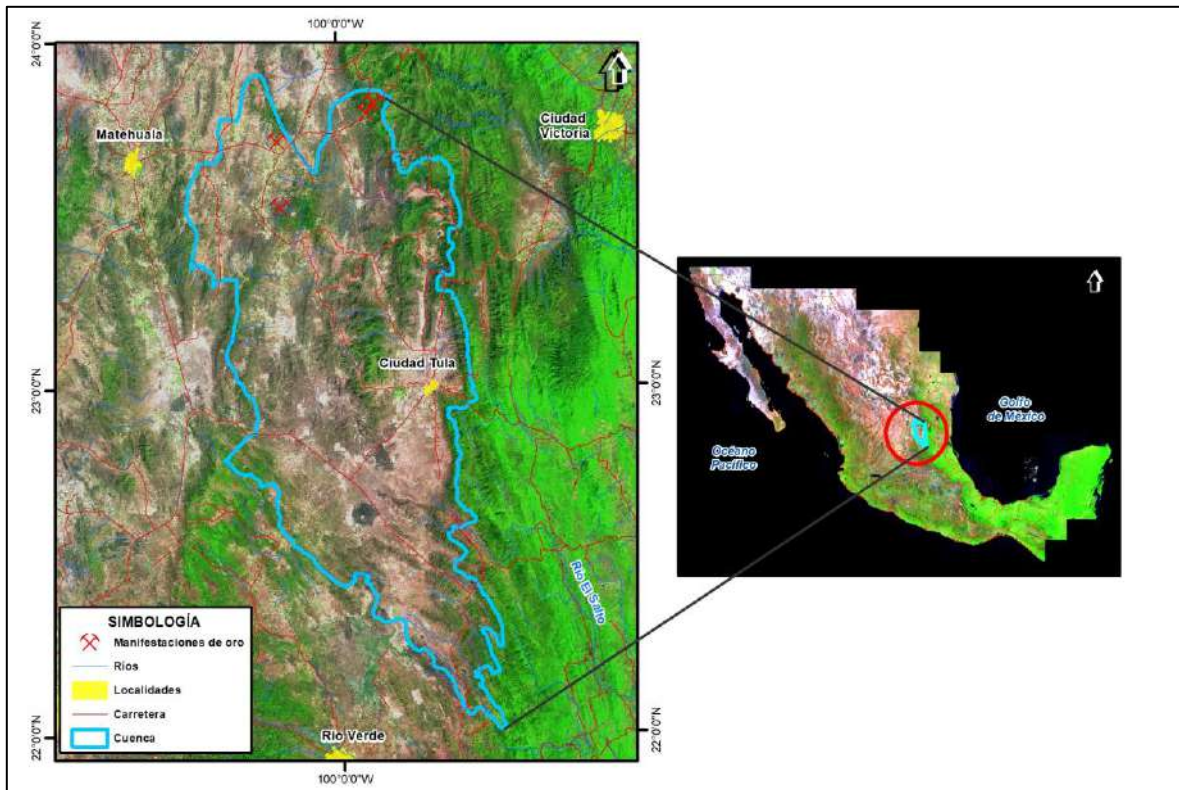 100°0'0"W
24°0'0"N
Matehuala
Ciudad
Victoria
23°0'0"N
23°0'0"N
Ciudad Tula
Río El Salto
22°0'0"N
22°0'0"N
Río Verde
100°0'0"W
SIMBOLOGÍA
Manifestaciones de oro
Ríos
Localidades
Carretera
Cuenca
Océano
Pacífico
Golfo
de México